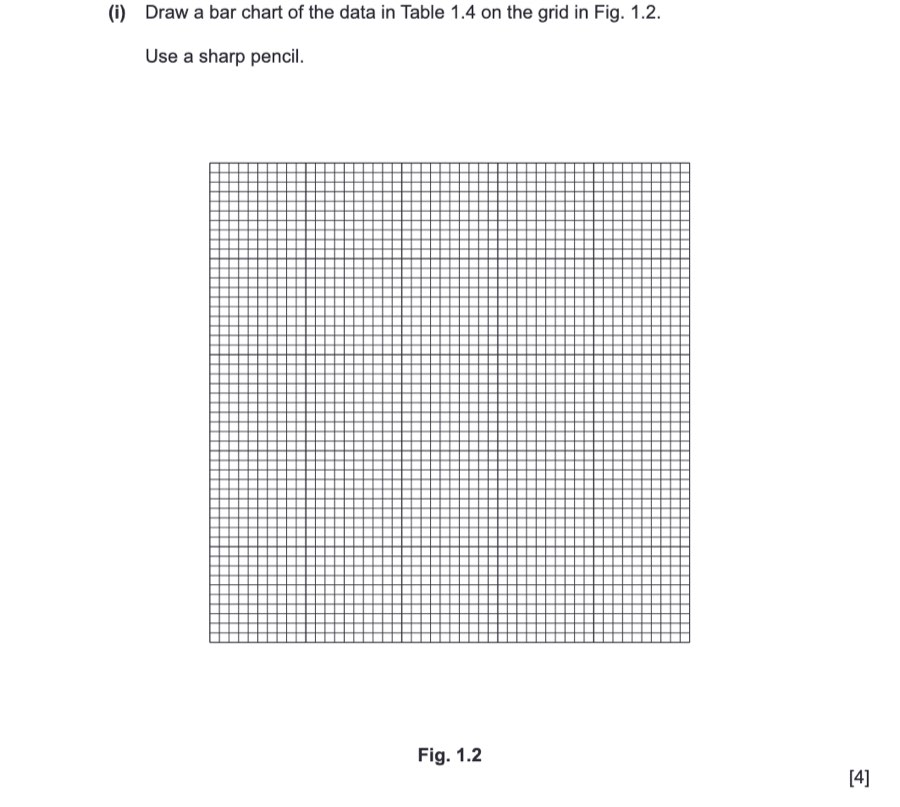 (i) Draw a bar chart of the data in Table 1.4 on the grid in Fig. 1.2.
Use a sharp pencil.
Fig. 1.2
[4]